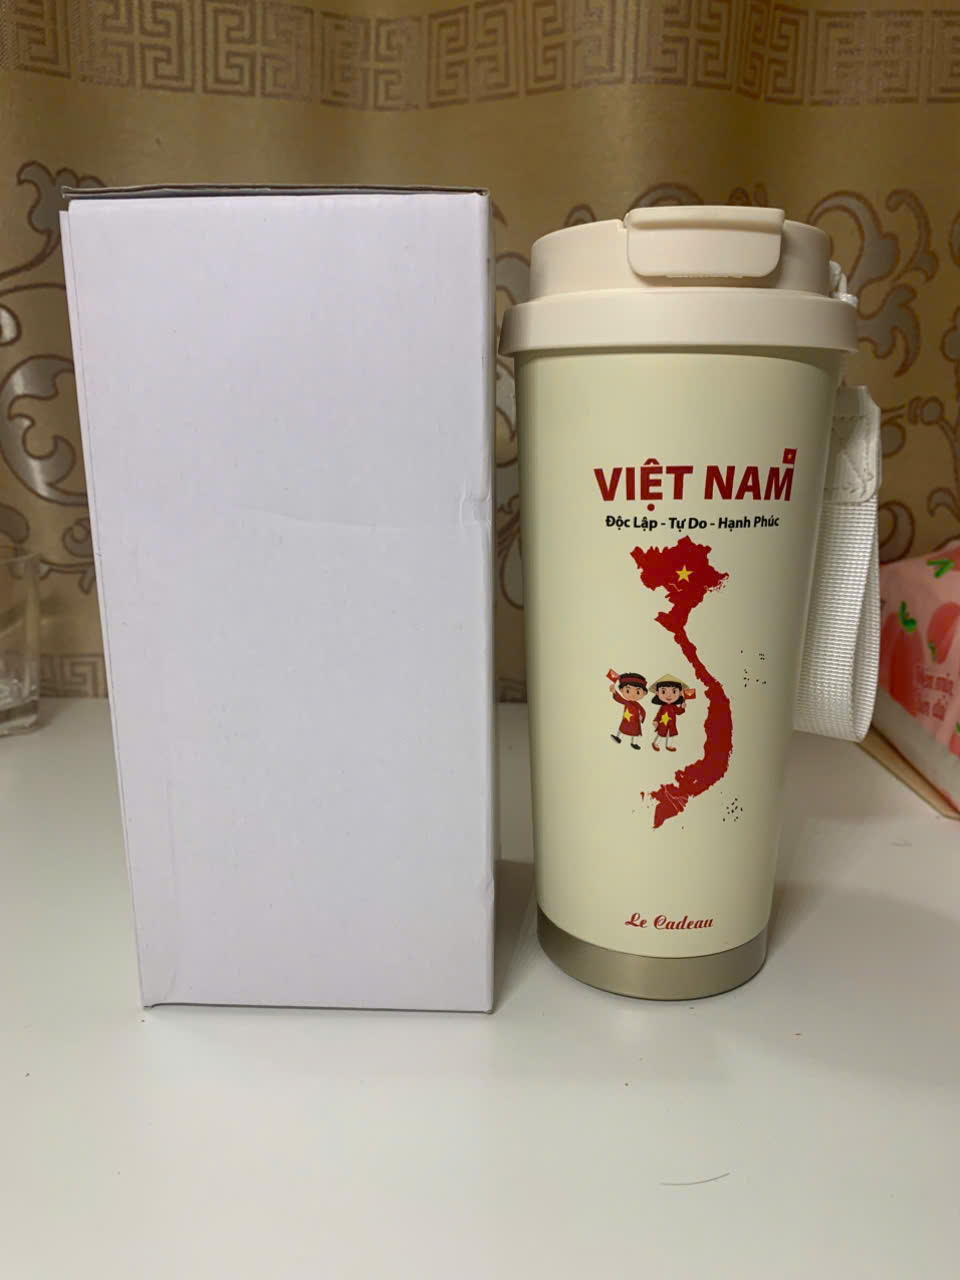 VIỆT NAM
Độc Lập - Tự Do - Hạnh Phúc
Le Cadeau